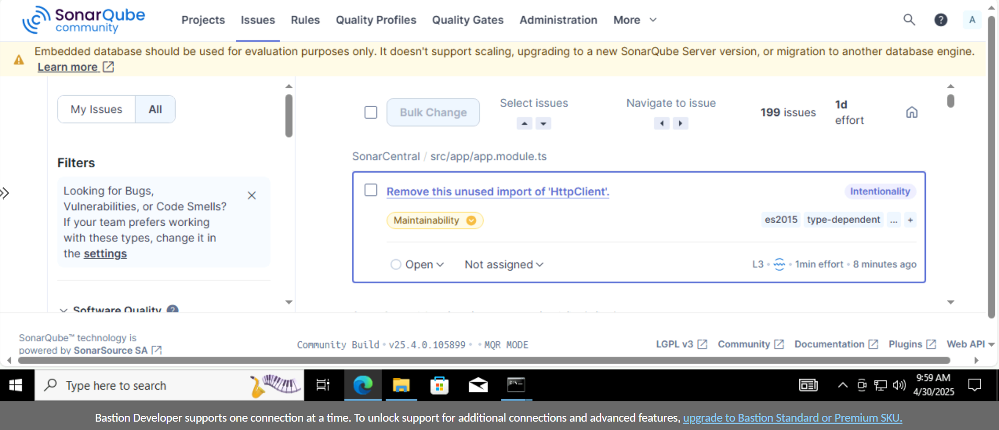 SonarQube
community
Projects Issues Rules Quality Profiles Quality Gates Administration More
A
Embedded database should be used for evaluation purposes only. It doesn't support scaling, upgrading to a new SonarQube Server version, or migration to another database engine.
Learn more
My Issues All
Bulk Change
Select issues
Navigate to issue
199 issues
1d
effort
Filters
Looking for Bugs,
Vulnerabilities, or Code Smells?
If your team prefers working
with these types, change it in
the settings
Software Quality
SonarCentral / src/app/app.module.ts
Remove this unused import of 'HttpClient'.
Intentionality
Maintainability
es2015 type-dependent ... +
Open Not assigned
L3 • 1min effort • 8 minutes ago
SonarQube™ technology is
powered by SonarSource SA
Community Build • v25.4.0.105899 • • MQR MODE
LGPL v3 Community Documentation Plugins Web API
Type here to search
9:59 AM
4/30/2025
Bastion Developer supports one connection at a time. To unlock support for additional connections and advanced features, upgrade to Bastion Standard or Premium SKU.